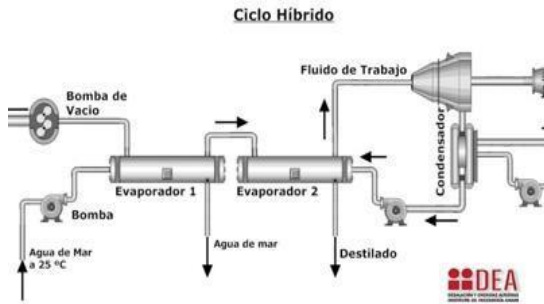 Ciclo Híbrido
Fluido de Trabajo
Bomba de
Vacio
Condensador
Evaporador 1
Evaporador 2
Bomba
Agua de Mar
a 25 ºC
Agua de mar
Destilado
IDEA